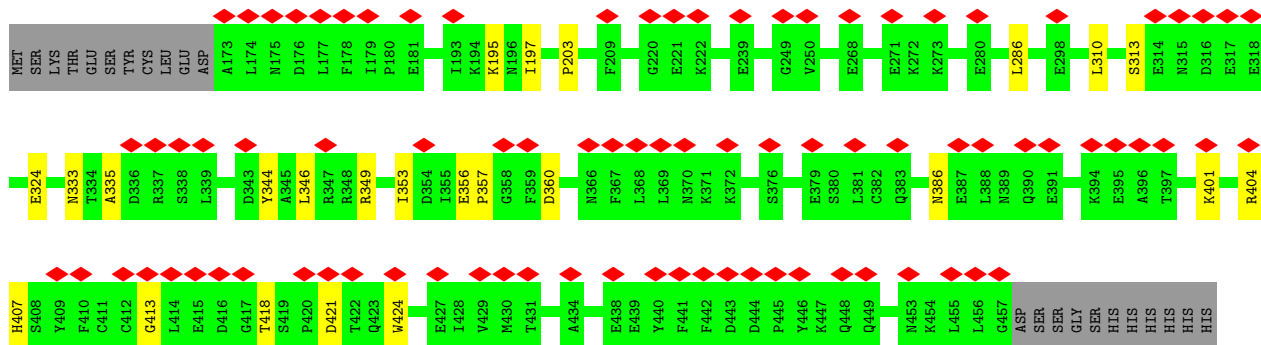 MET SER LYS THR GLU SER TYR CYS LEU GLU ASP A173 L174 N175 D176 L177 F178 I179 P180 E181 I193 K194 K195 N196 I197 P203 F209 G220 E221 K222 E239 G249 V250 E268 E271 K272 K273 E280 L286 E298 L310 S313 E314 N315 D316 E317 E318
E324 N333 T334 A335 D336 R337 S338 L339 D343 Y344 A345 L346 R347 R348 R349 I353 D354 I355 E356 P357 G358 F359 D360 N366 F367 L368 L369 N370 K371 K372 S376 E379 S380 L381 C382 Q383 N386 E387 L388 N389 Q390 E391 K394 E395 A396 T397 K401 R404
H407 S408 Y409 F410 C411 C412 G413 L414 E415 D416 G417 T418 S419 P420 D421 T422 Q423 W424 E427 I428 V429 M430 T431 A434 E438 E439 Y440 F441 F442 D443 D444 P445 Y446 K447 Q448 Q449 N453 K454 L455 L456 G457 ASP SER SER GLY SER HIS HIS HIS HIS HIS HIS